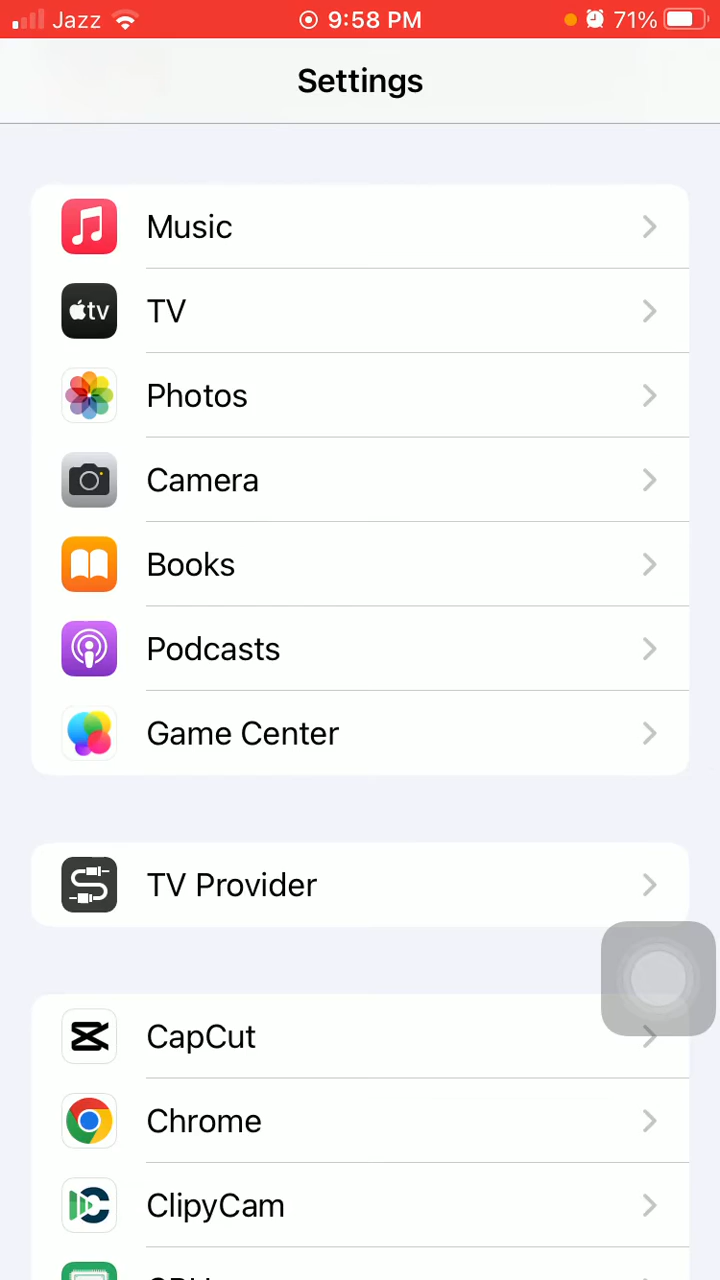 Jazz 9:58 PM 71%
Settings
Music
tv TV
Photos
Camera
Books
Podcasts
Game Center
TV Provider
CapCut
Chrome
ClipyCam